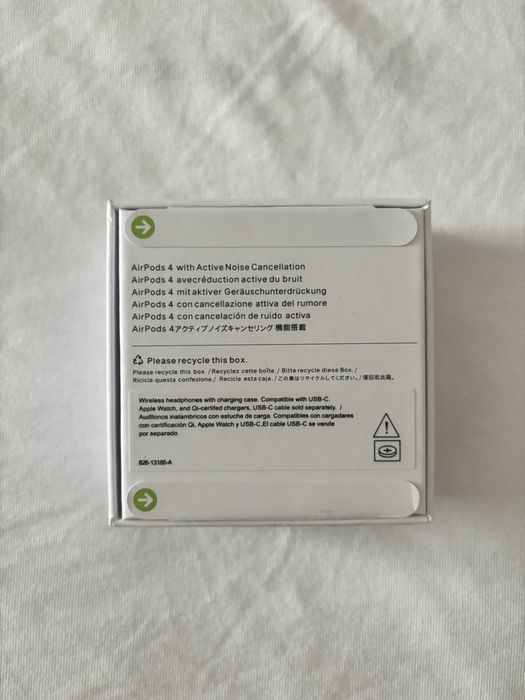 AirPods 4 with Active Noise Cancellation
AirPods 4 avecréduction active du bruit
AirPods 4 mit aktiver Geräuschunterdrückung
AirPods 4 con cancellazione attiva del rumore
AirPods 4 con cancelación de ruido activa
AirPods 4アクティブノイズキャンセリング 機能搭載
Please recycle this box.
Please recycle this box. / Recyclez cette boîte. / Bitte recycle diese Box. /
Ricicla questa confezione. / Recicla esta caja. / この箱はリサイクルしてください。/ 请回收此箱。
Wireless headphones with charging case. Compatible with USB-C.
Apple Watch, and Qi-certifed chargers, USB-C cable sold separately. /
Audifonos inalambricos con estuche de carga. Compatibles con cargadares
con certificación Qi, Apple Watch y USB-C.El cable USB-C se vende
por separado.
B26-13185-A